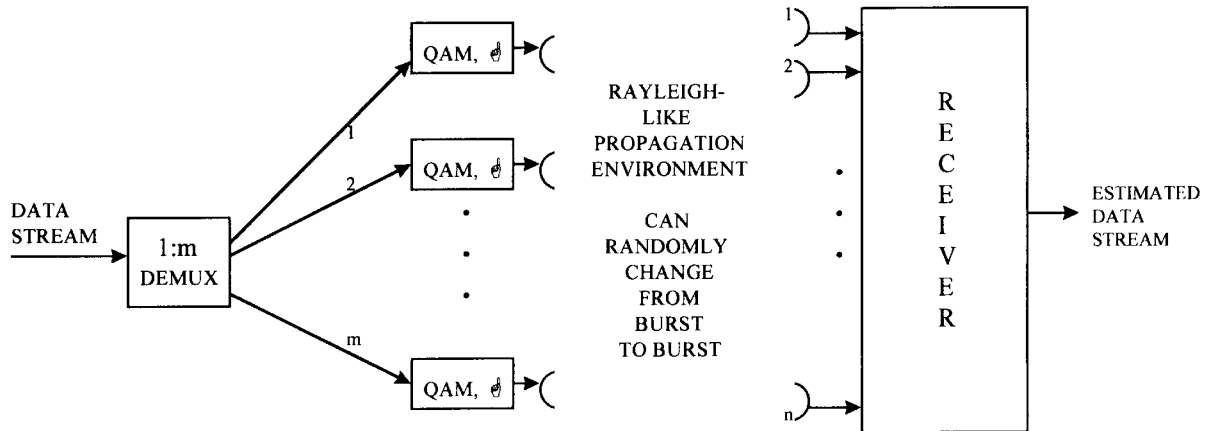 DATA
STREAM
1:m
DEMUX
1
2
m
QAM, ☝
QAM, ☝
QAM, ☝
RAYLEIGH-
LIKE
PROPAGATION
ENVIRONMENT
CAN
RANDOMLY
CHANGE
FROM
BURST
TO BURST
1
2
n
RECEIVER
ESTIMATED
DATA
STREAM